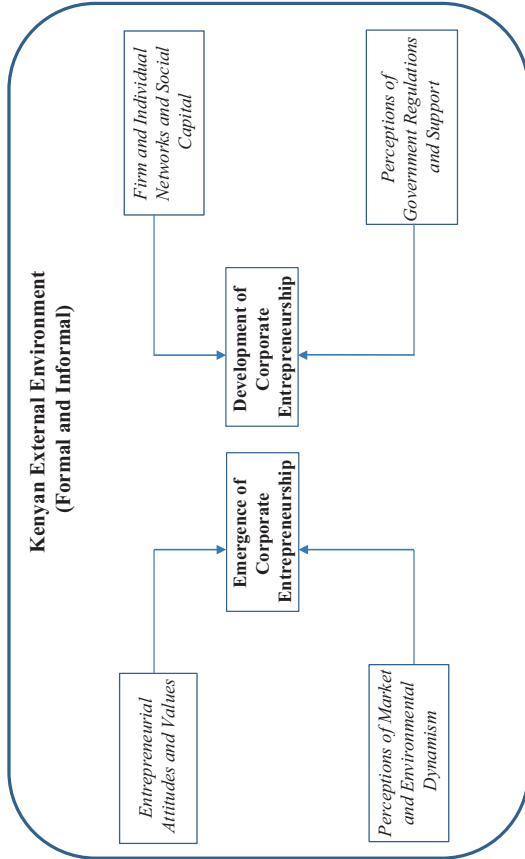 Kenyan External Environment
(Formal and Informal)
Entrepreneurial
Attitudes and Values
Firm and Individual
Networks and Social
Capital
Emergence of
Corporate
Entrepreneurship
Development of
Corporate
Entrepreneurship
Perceptions of Market
and Environmental
Dynamism
Perceptions of
Government Regulations
and Support